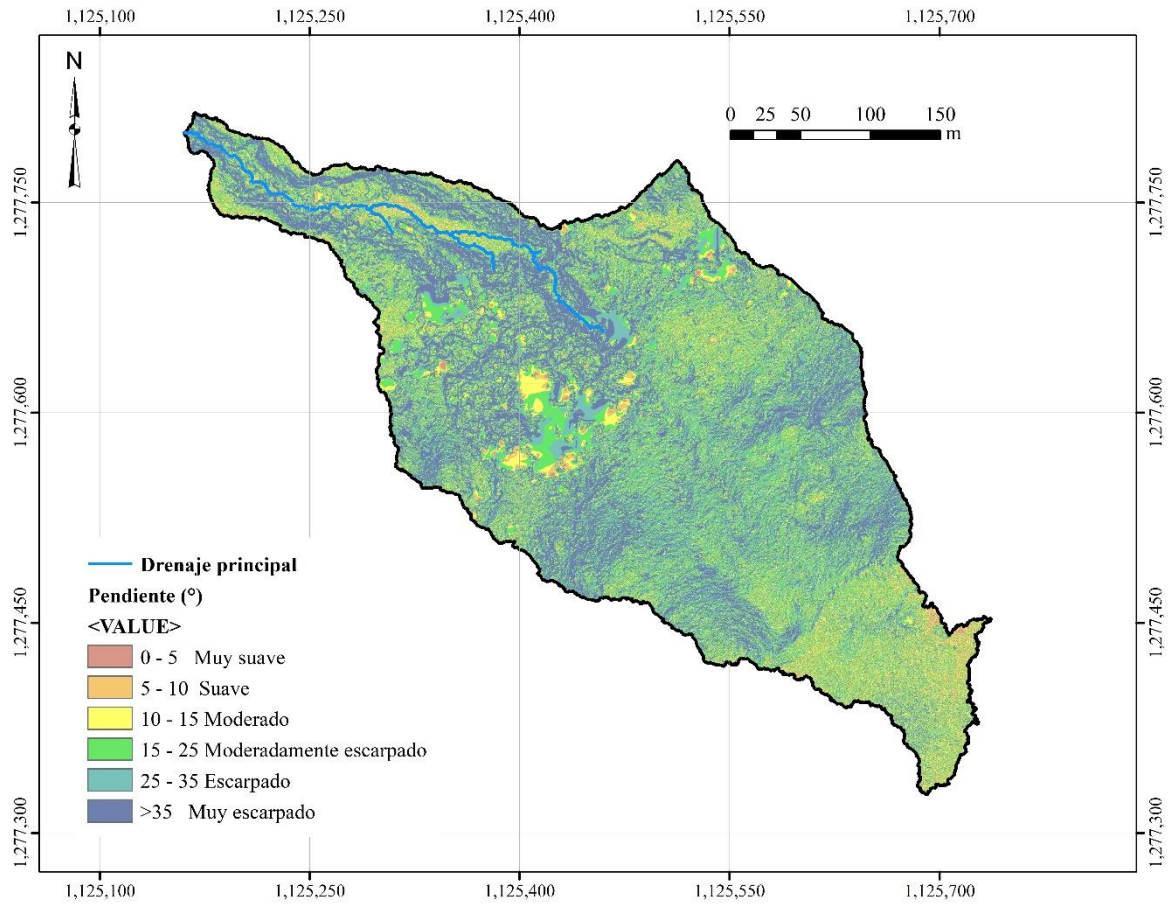 1,125,100 1,125,250 1,125,400 1,125,550 1,125,700
N
0 25 50 100 150
m
1,277,750 1,277,750
1,277,600 1,277,600
Drenaje principal
Pendiente (°)
<VALUE>
1,277,450 1,277,450
0 - 5 Muy suave
5 - 10 Suave
10 - 15 Moderado
15 - 25 Moderadamente escarpado
25 - 35 Escarpado
>35 Muy escarpado
1,277,300 1,277,300
1,125,100 1,125,250 1,125,400 1,125,550 1,125,700